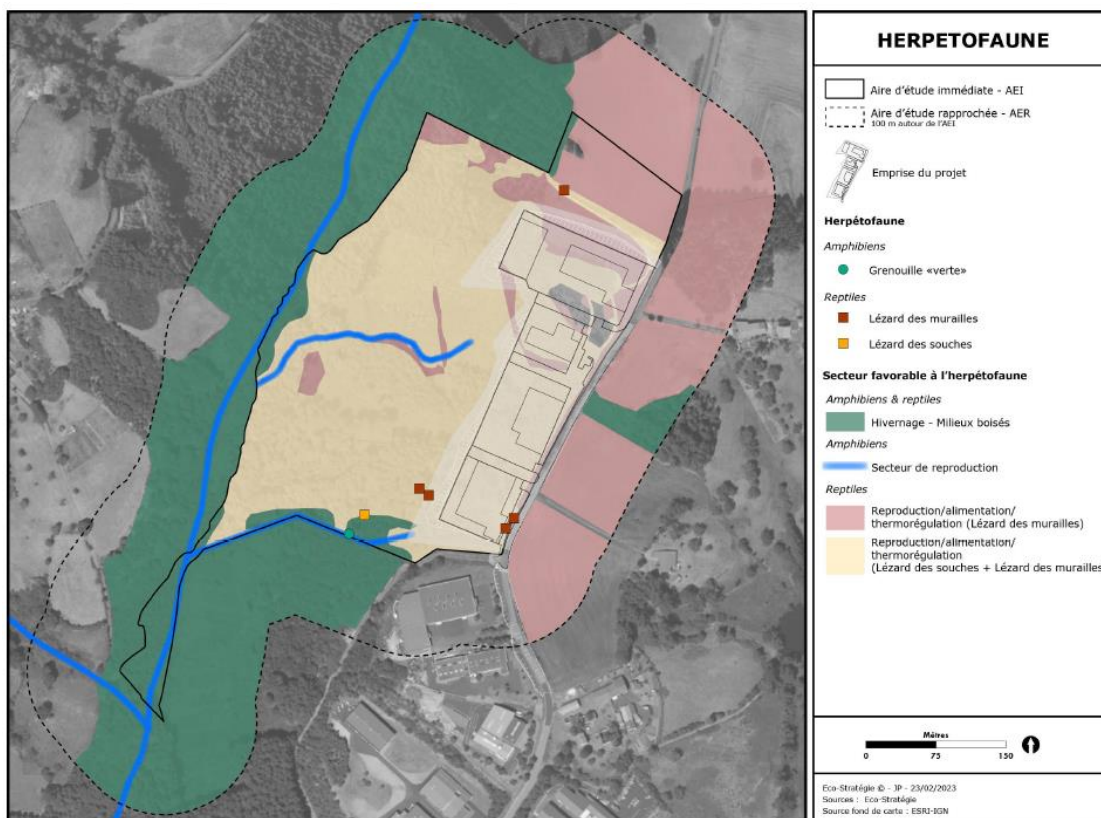 HERPETOFAUNE
Aire d'étude immédiate - AEI
Aire d'étude rapprochée - AER
100 m autour de l'AEI
Emprise du projet
Herpétofaune
Amphibiens
Grenouille «verte»
Reptiles
Lézard des murailles
Lézard des souches
Secteur favorable à l'herpétofaune
Amphibiens & reptiles
Hivernage - Milieux boisés
Amphibiens
Secteur de reproduction
Reptiles
Reproduction/alimentation/
thermorégulation (Lézard des murailles)
Reproduction/alimentation/
thermorégulation
(Lézard des souches + Lézard des murailles
Mètres
0 75 150
Eco-Stratégie © - JP - 23/02/2023
Sources : Eco-Stratégie
Source fond de carte : ESRI-IGN